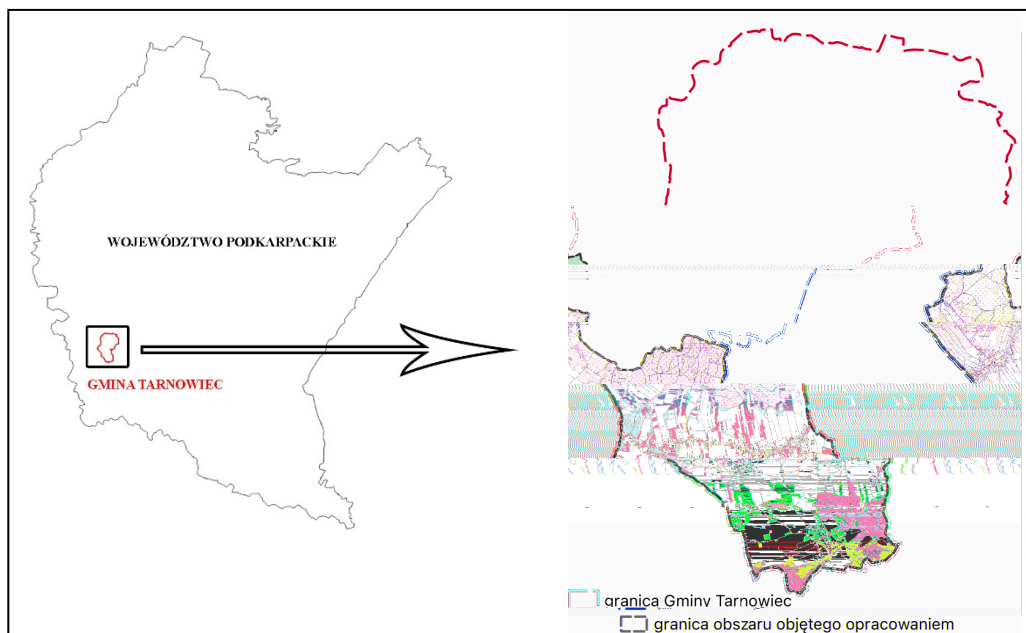 WOJEWÓDZTWO PODKARPACKIE
GMINA TARNOWIEC
granica Gminy Tarnowiec
granica obszaru objętego opracowaniem